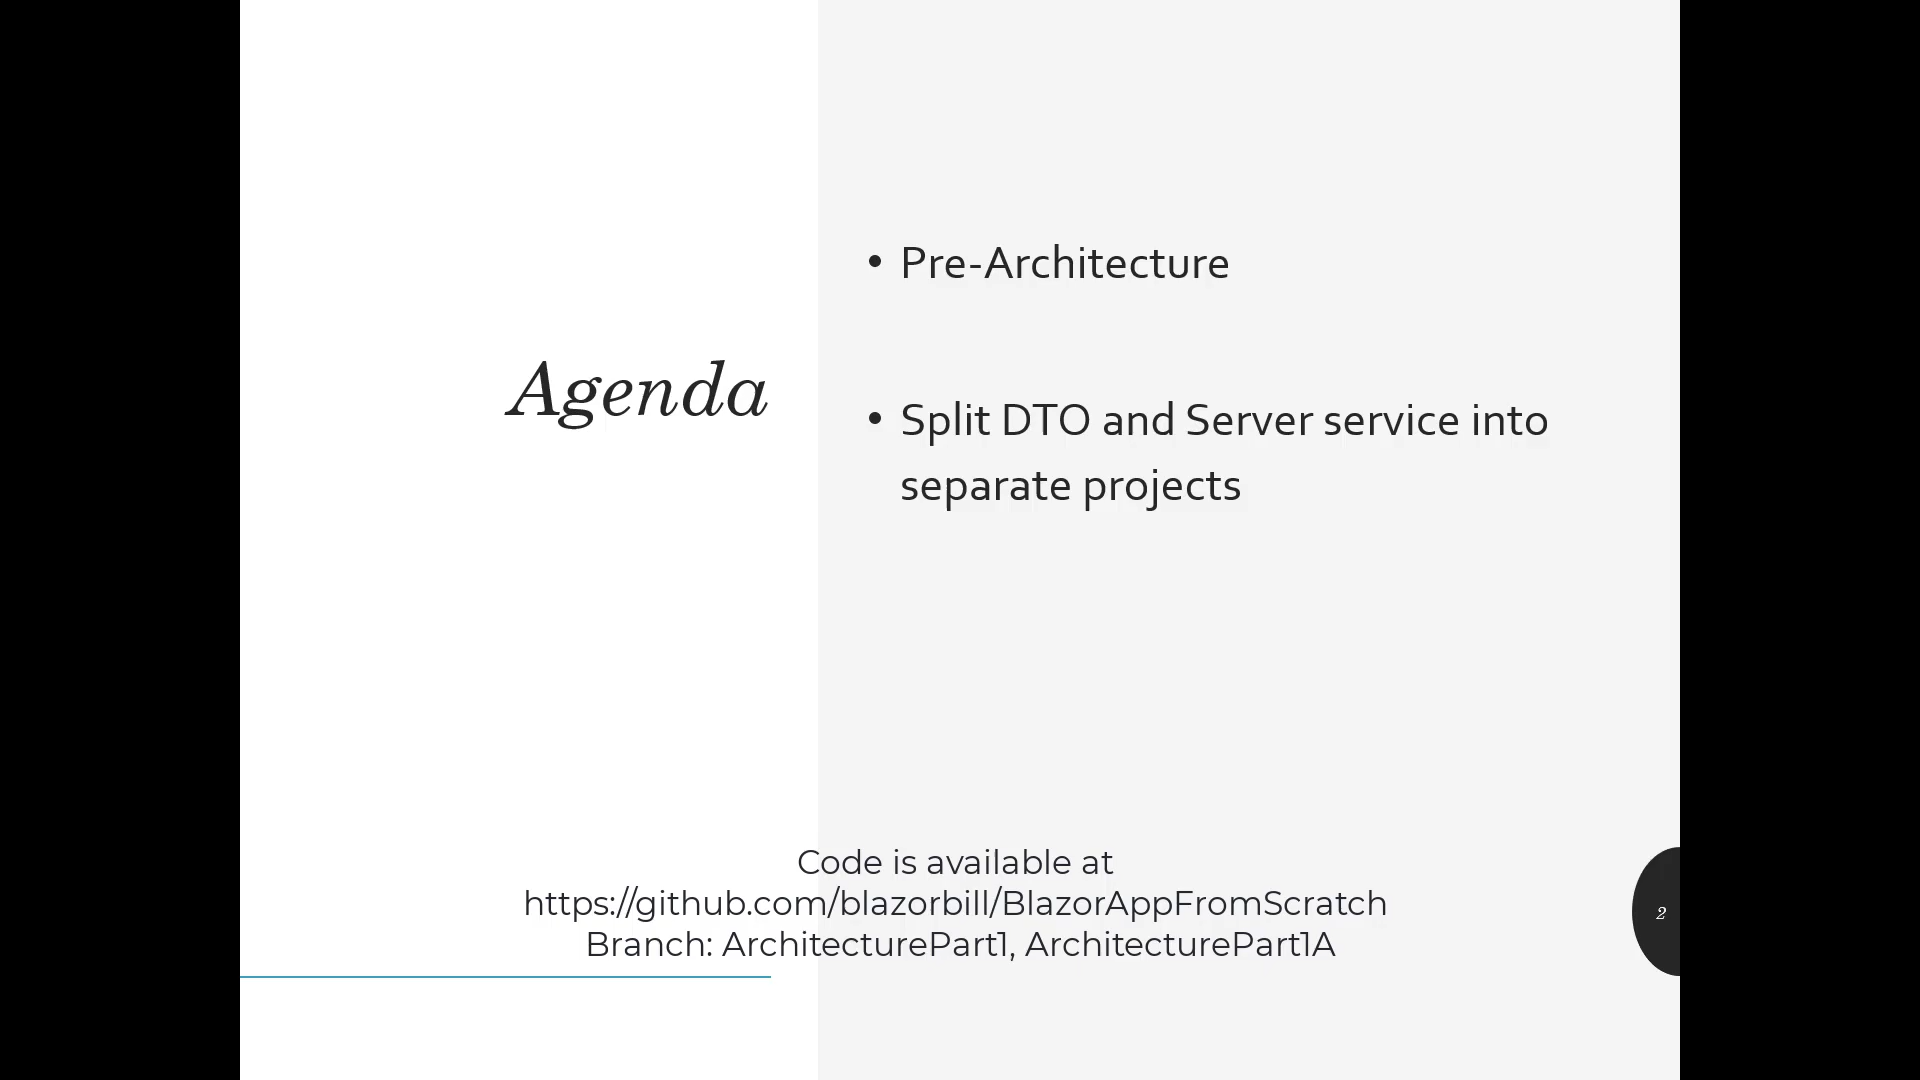 Agenda
• Pre-Architecture
• Split DTO and Server service into
separate projects
Code is available at
https://github.com/blazorbill/BlazorAppFromScratch
Branch: ArchitecturePart1, ArchitecturePart1A
2